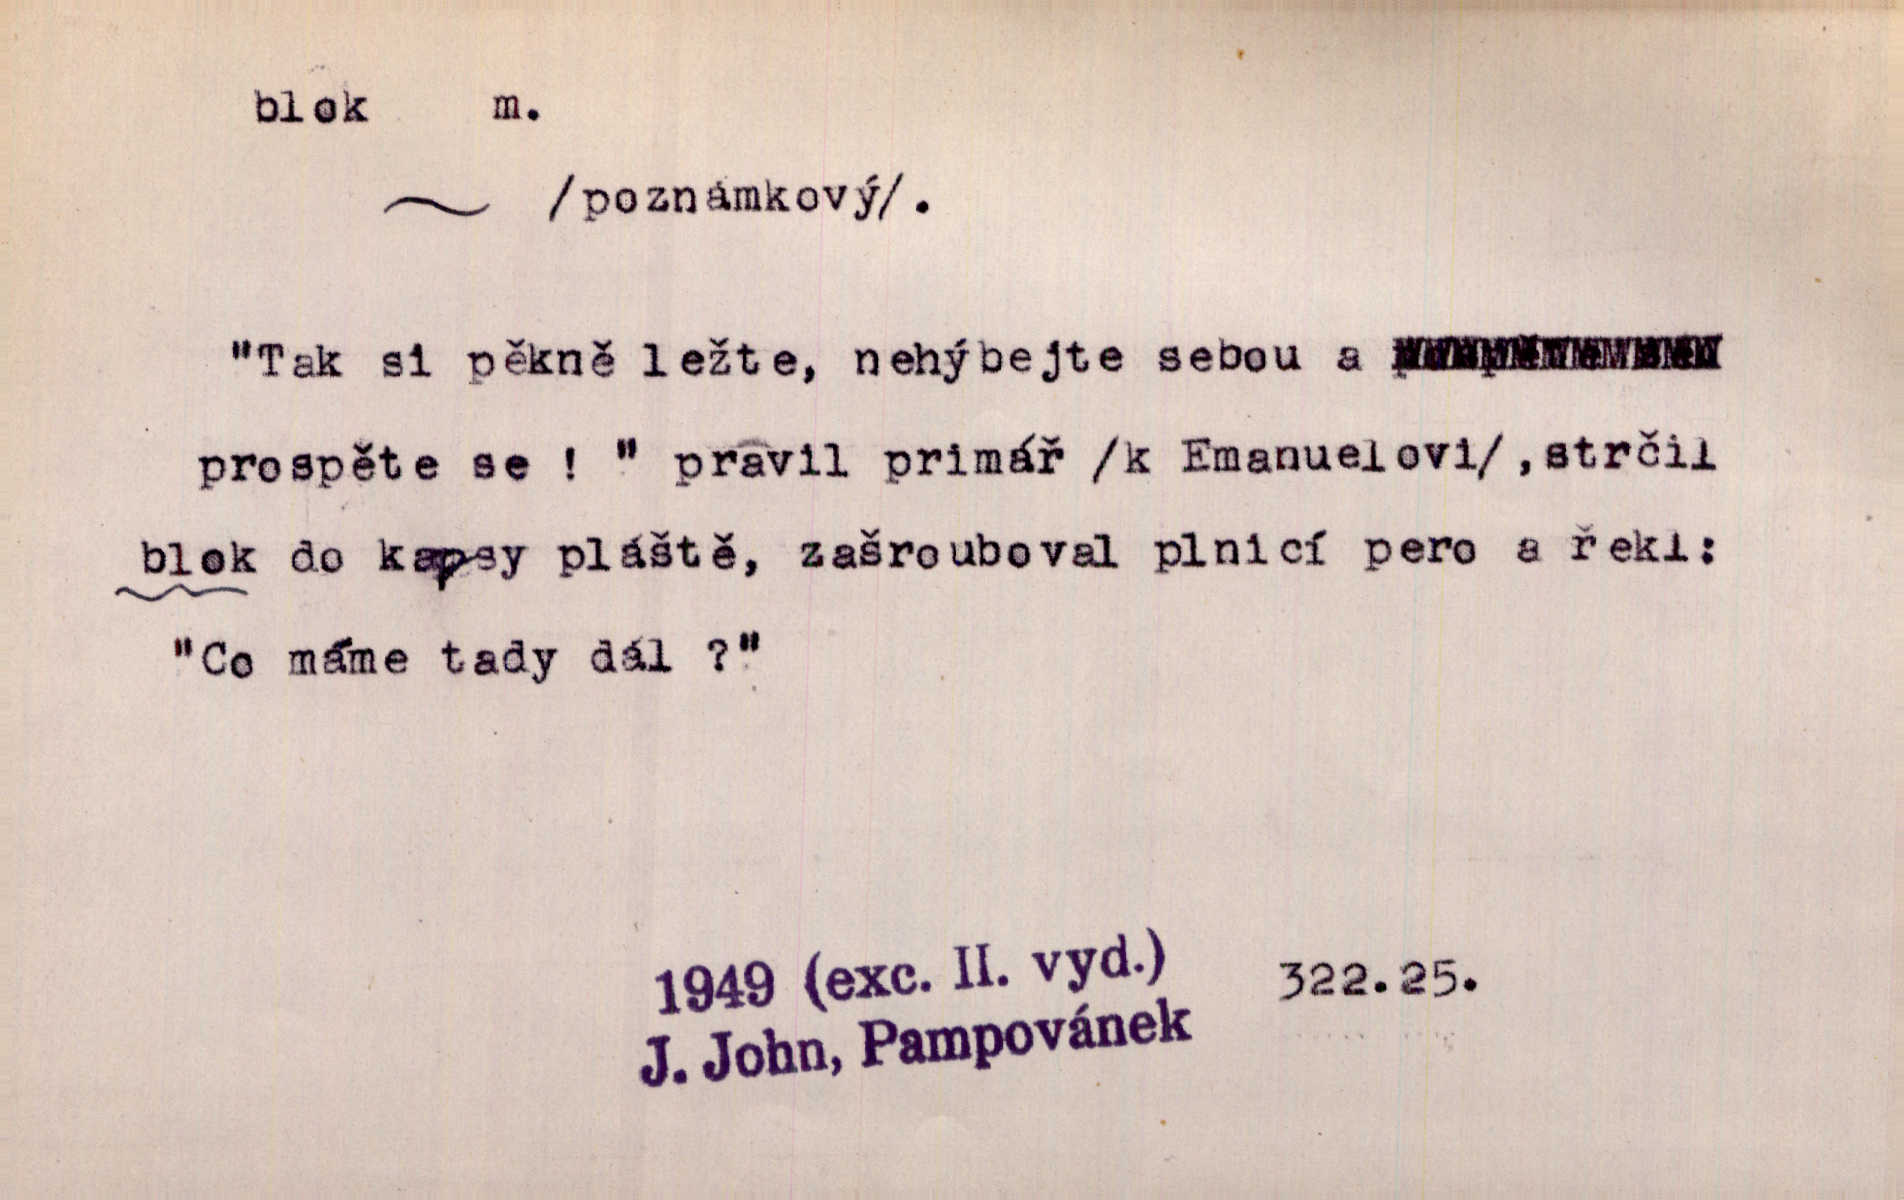 blok m.
~ /poznámkový/.
"Tak si pěkně ležte, nehýbejte sebou a
prospěte se ! " pravil primář /k Emanuelovi/,strčil
blok do kapsy pláště, zašrouboval plnicí pero a řekl:
"Co máme tady dál ?"
1949 (exc. II. vyd.) 322.25.
J. John, Pampovánek